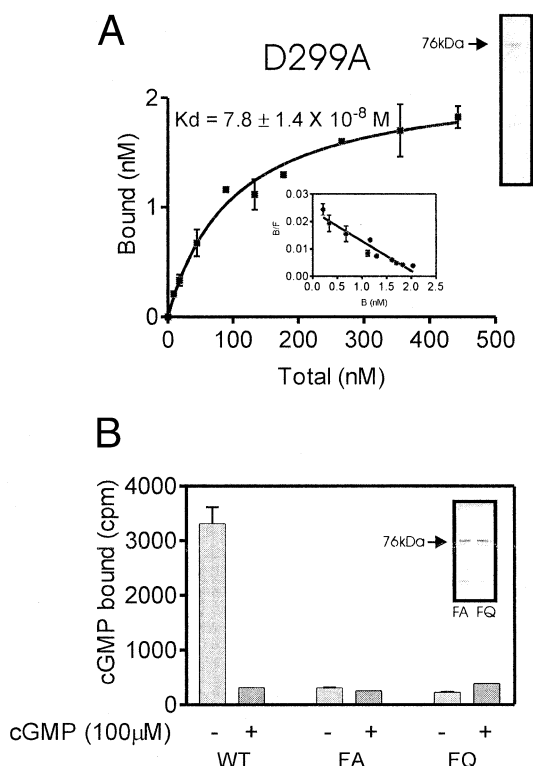 A
D299A
76kDa
Kd = 7.8 ± 1.4 X 10⁻⁸ M
Bound (nM)
2
1
0
0 100 200 300 400 500
Total (nM)
B/F
0.03
0.02
0.01
0.00
0.0 0.5 1.0 1.5 2.0 2.5
B (nM)
B
cGMP bound (cpm)
4000
3000
2000
1000
0
76kDa
FA FQ
cGMP (100µM) - + - + - +
WT FA FQ